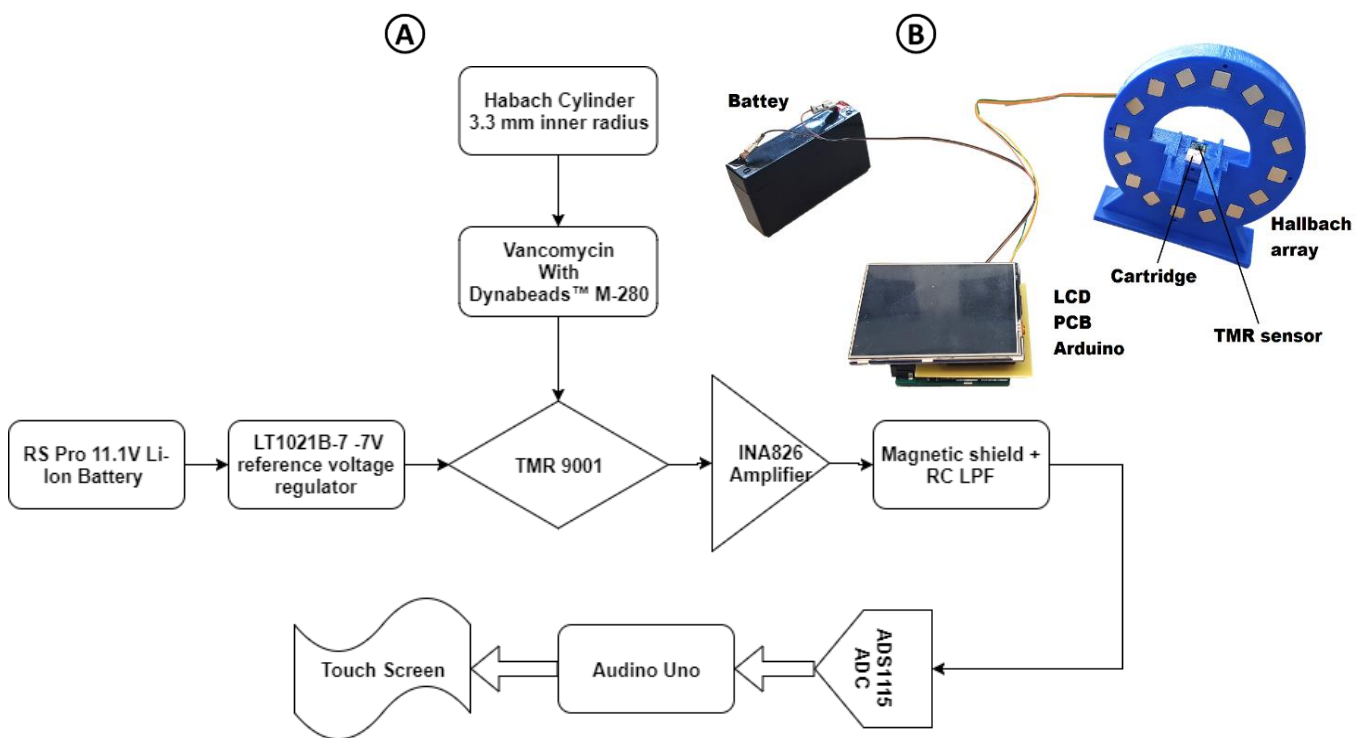 A
Habach Cylinder
3.3 mm inner radius
Vancomycin
With
Dynabeads™ M-280
RS Pro 11.1V Li-
Ion Battery
LT1021B-7 -7V
reference voltage
regulator
TMR 9001
INA826
Amplifier
Magnetic shield +
RC LPF
Touch Screen
Audino Uno
ADS1115
ADC
B
Battey
Hallbach
array
Cartridge
LCD
PCB
Arduino
TMR sensor